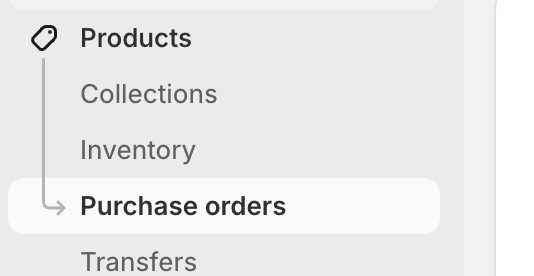 Products
Collections
Inventory
Purchase orders
Transfers